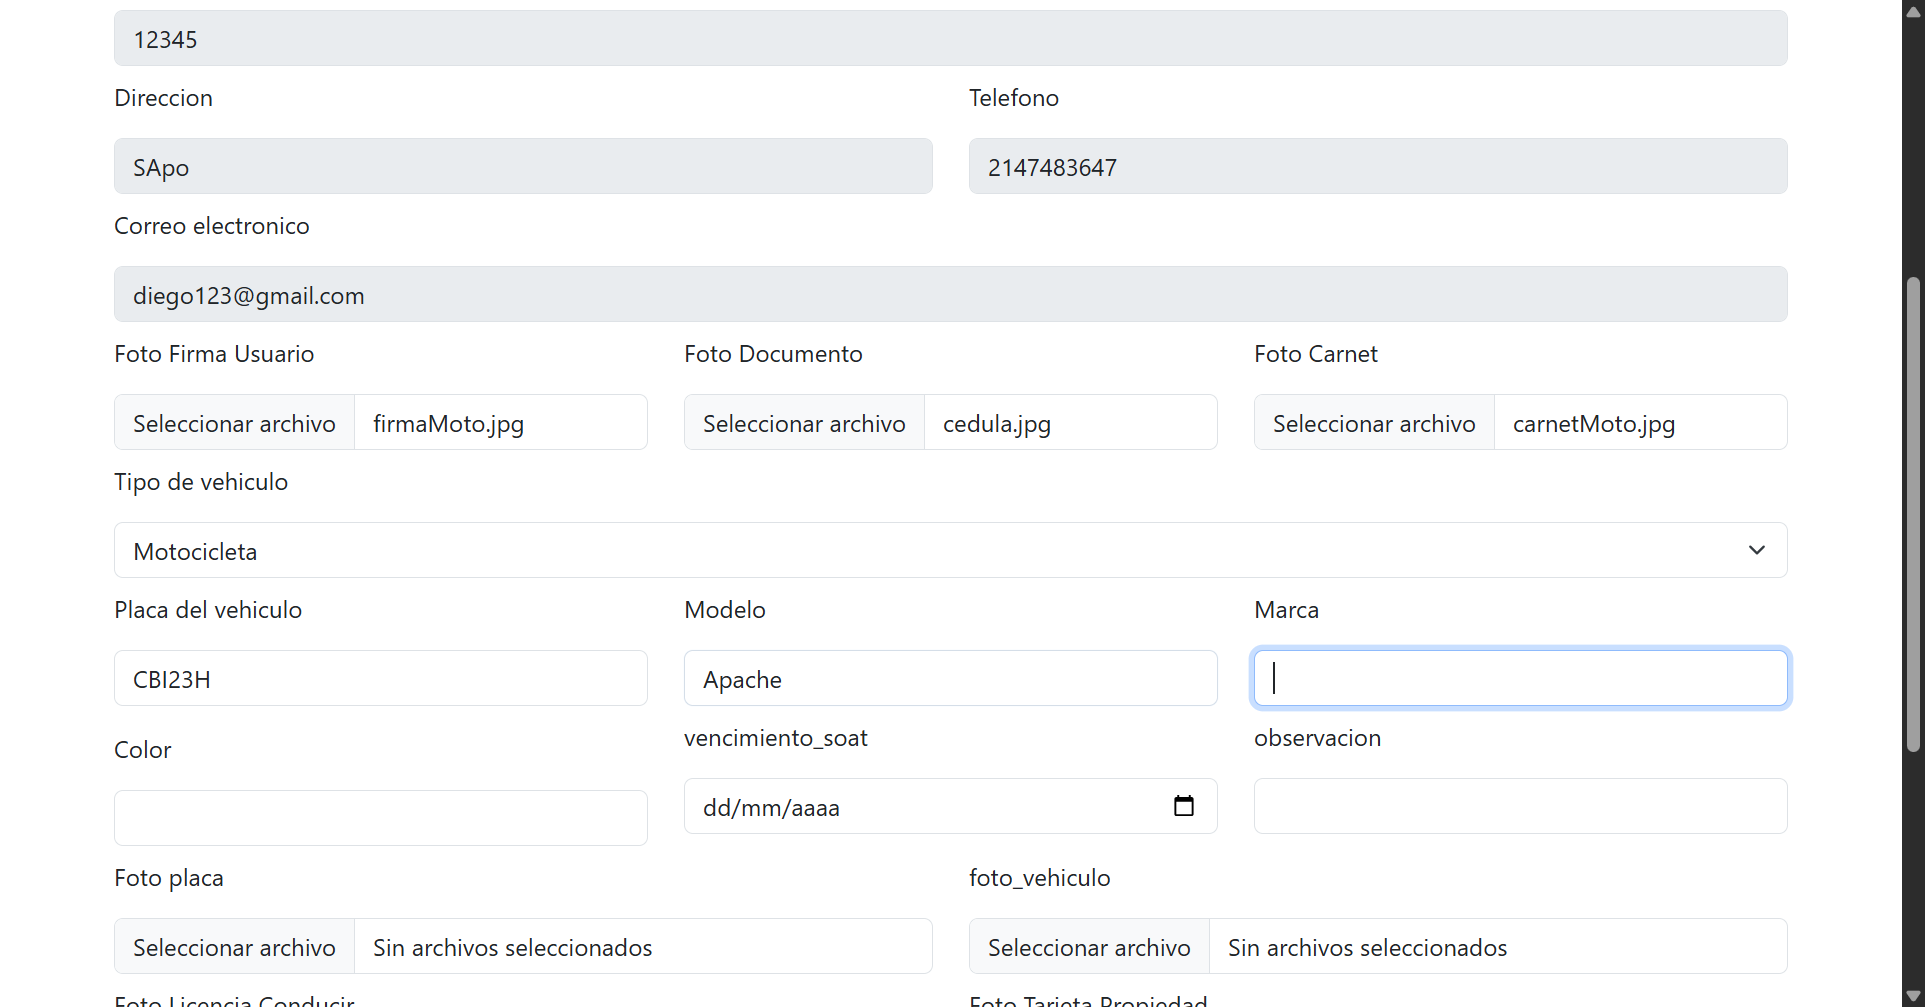 12345
Direccion
Telefono
SApo
2147483647
Correo electronico
diego123@gmail.com
Foto Firma Usuario
Foto Documento
Foto Carnet
Seleccionar archivo firmaMoto.jpg
Seleccionar archivo cedula.jpg
Seleccionar archivo carnetMoto.jpg
Tipo de vehiculo
Motocicleta
Placa del vehiculo
Modelo
Marca
CBI23H
Apache
Color
vencimiento_soat
observacion
dd/mm/aaaa
Foto placa
foto_vehiculo
Seleccionar archivo Sin archivos seleccionados
Seleccionar archivo Sin archivos seleccionados
Foto Licencia Conducir
Foto Tarjeta Propiedad